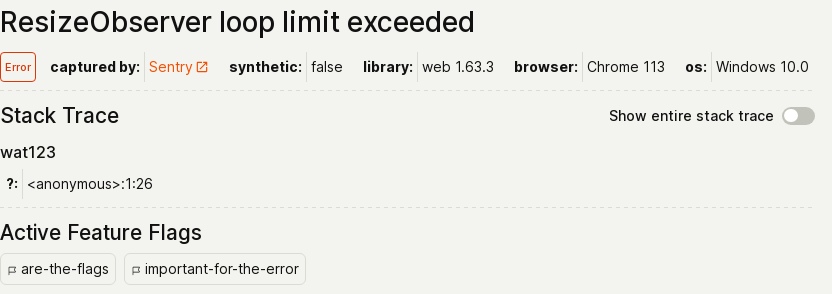 ResizeObserver loop limit exceeded
Error captured by: Sentry synthetic: false library: web 1.63.3 browser: Chrome 113 os: Windows 10.0
Stack Trace Show entire stack trace
wat123
?: <anonymous>:1:26
Active Feature Flags
are-the-flags important-for-the-error